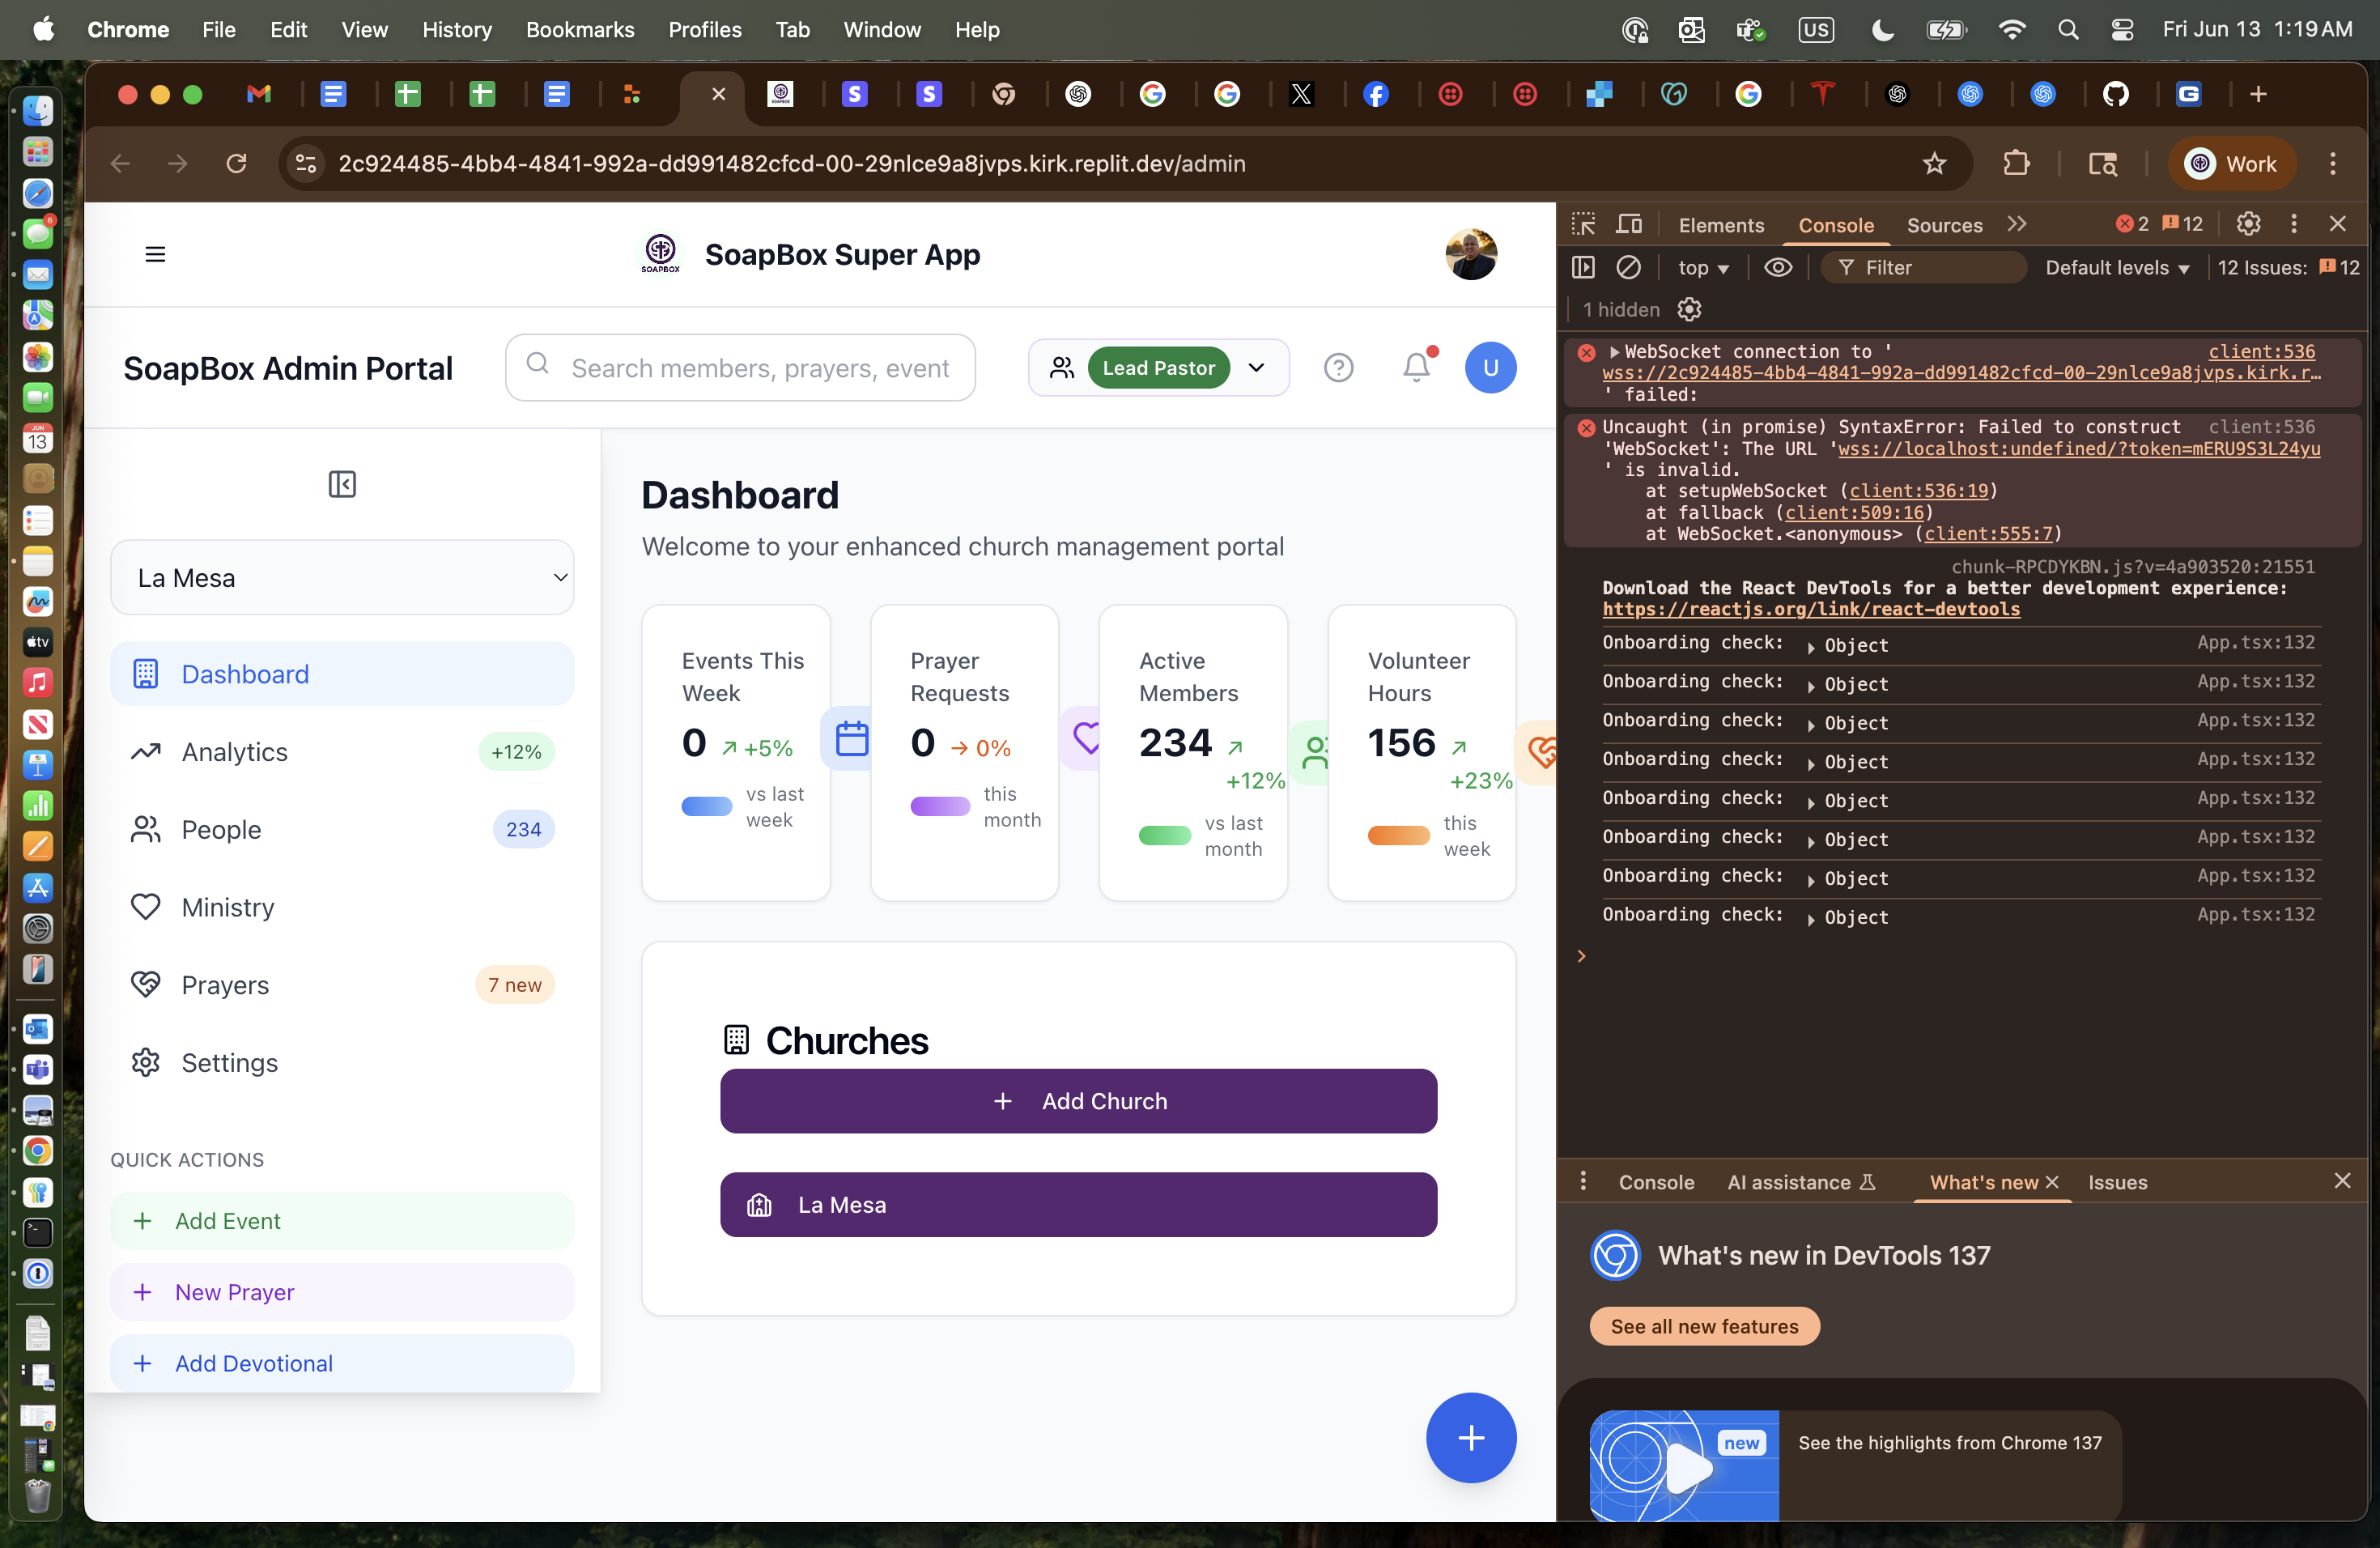 Chrome File Edit View History Bookmarks Profiles Tab Window Help
US
Fri Jun 13 1:19 AM
2c924485-4bb4-4841-992a-dd991482cfcd-00-29nlce9a8jvps.kirk.replit.dev/admin
Work
SOAPBOX
SoapBox Super App
SoapBox Admin Portal
Search members, prayers, event
Lead Pastor
U
La Mesa
Dashboard
Analytics
+12%
People
234
Ministry
Prayers
7 new
Settings
QUICK ACTIONS
Add Event
New Prayer
Add Devotional
Dashboard
Welcome to your enhanced church management portal
Events This
Week
0 +5%
vs last
week
Prayer
Requests
0 0%
this
month
Active
Members
234
+12%
vs last
month
Volunteer
Hours
156
+23%
this
week
Churches
Add Church
La Mesa
Elements Console Sources 2 12
top Filter Default levels 12 Issues: 12
1 hidden
WebSocket connection to ' client:536
wss://2c924485-4bb4-4841-992a-dd991482cfcd-00-29nlce9a8jvps.kirk.r…
' failed:
Uncaught (in promise) SyntaxError: Failed to construct client:536
'WebSocket': The URL 'wss://localhost:undefined/?token=mERU9S3L24yu
' is invalid.
at setupWebSocket (client:536:19)
at fallback (client:509:16)
at WebSocket.<anonymous> (client:555:7)
chunk-RPCDYKBN.js?v=4a903520:21551
Download the React DevTools for a better development experience:
https://reactjs.org/link/react-devtools
Onboarding check: Object App.tsx:132
Onboarding check: Object App.tsx:132
Onboarding check: Object App.tsx:132
Onboarding check: Object App.tsx:132
Onboarding check: Object App.tsx:132
Onboarding check: Object App.tsx:132
Onboarding check: Object App.tsx:132
Onboarding check: Object App.tsx:132
Console AI assistance What's new Issues
What's new in DevTools 137
See all new features
new
See the highlights from Chrome 137
6
JUN
13
tv